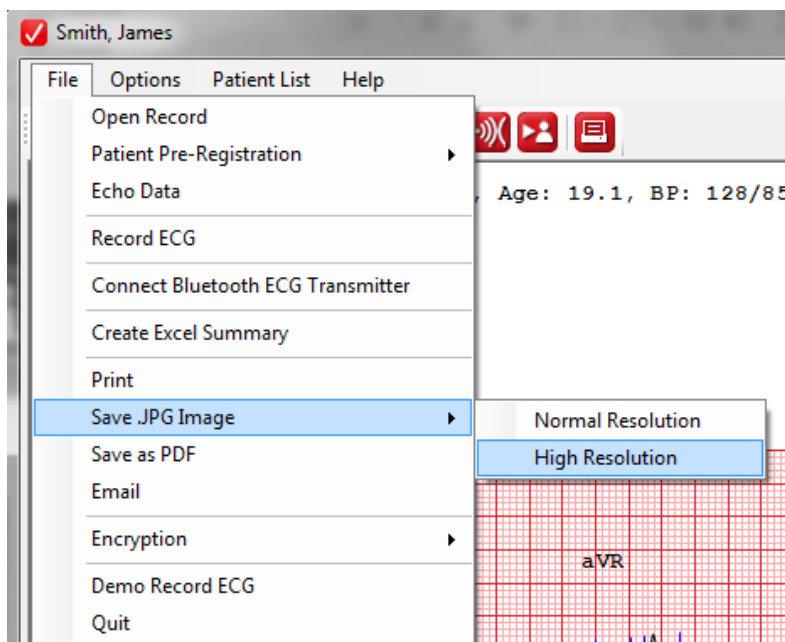 Smith, James
File Options Patient List Help
Open Record
Patient Pre-Registration
Echo Data
, Age: 19.1, BP: 128/85
Record ECG
Connect Bluetooth ECG Transmitter
Create Excel Summary
Print
Save .JPG Image
Normal Resolution
Save as PDF
High Resolution
Email
Encryption
aVR
Demo Record ECG
Quit